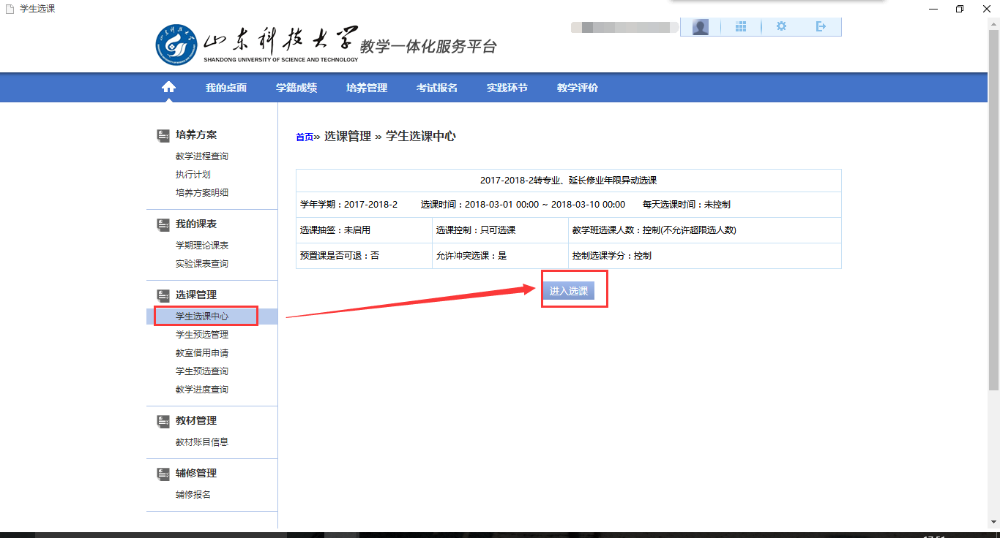 学生选课
山东科技大学
SHANDONG UNIVERSITY OF SCIENCE AND TECHNOLOGY
教学一体化服务平台
我的桌面 学籍成绩 培养管理 考试报名 实践环节 教学评价
培养方案
教学进程查询
执行计划
培养方案明细
我的课表
学期理论课表
实验课表查询
选课管理
学生选课中心
学生预选管理
教室借用申请
学生预选查询
教学进度查询
教材管理
教材账目信息
辅修管理
辅修报名
首页» 选课管理 » 学生选课中心
2017-2018-2转专业、延长修业年限异动选课
学年学期：2017-2018-2 选课时间：2018-03-01 00:00 ~ 2018-03-10 00:00 每天选课时间：未控制
选课抽签：未启用 选课控制：只可选课 教学班选课人数：控制(不允许超限选人数)
预置课是否可退：否 允许冲突选课：是 控制选课学分：控制
进入选课